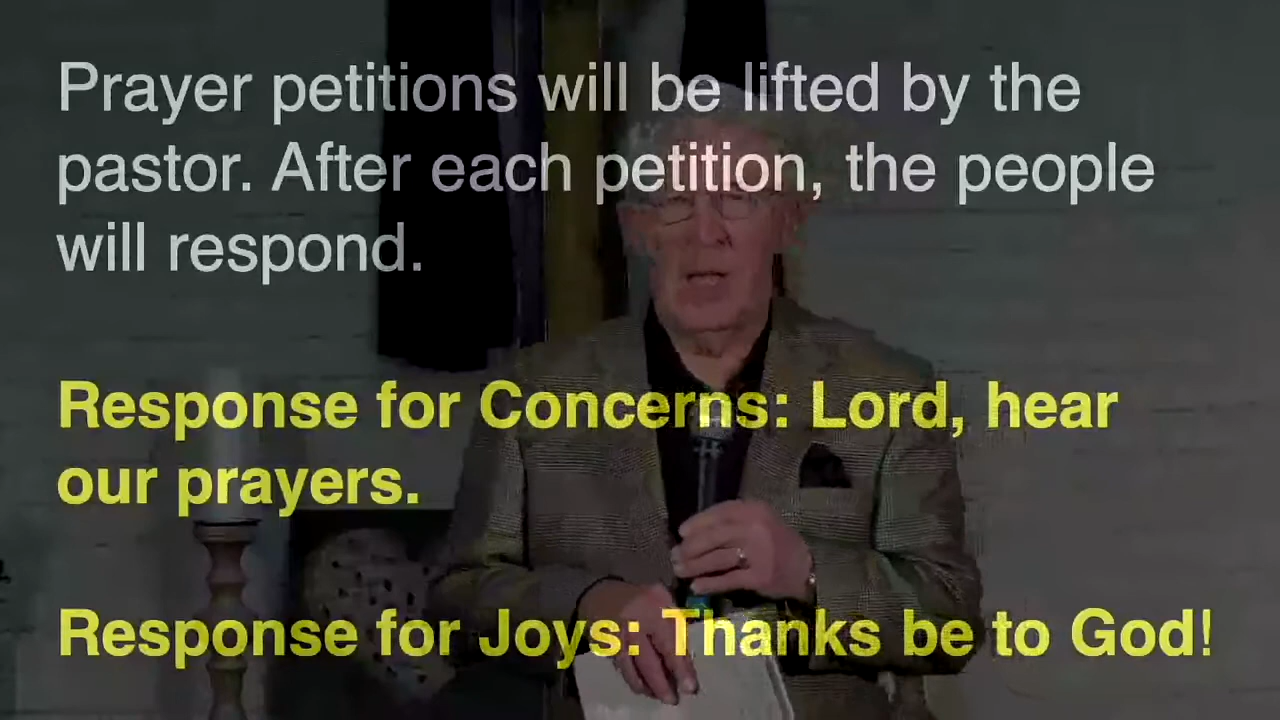 Prayer petitions will be lifted by the
pastor. After each petition, the people
will respond.
Response for Concerns: Lord, hear
our prayers.
Response for Joys: Thanks be to God!